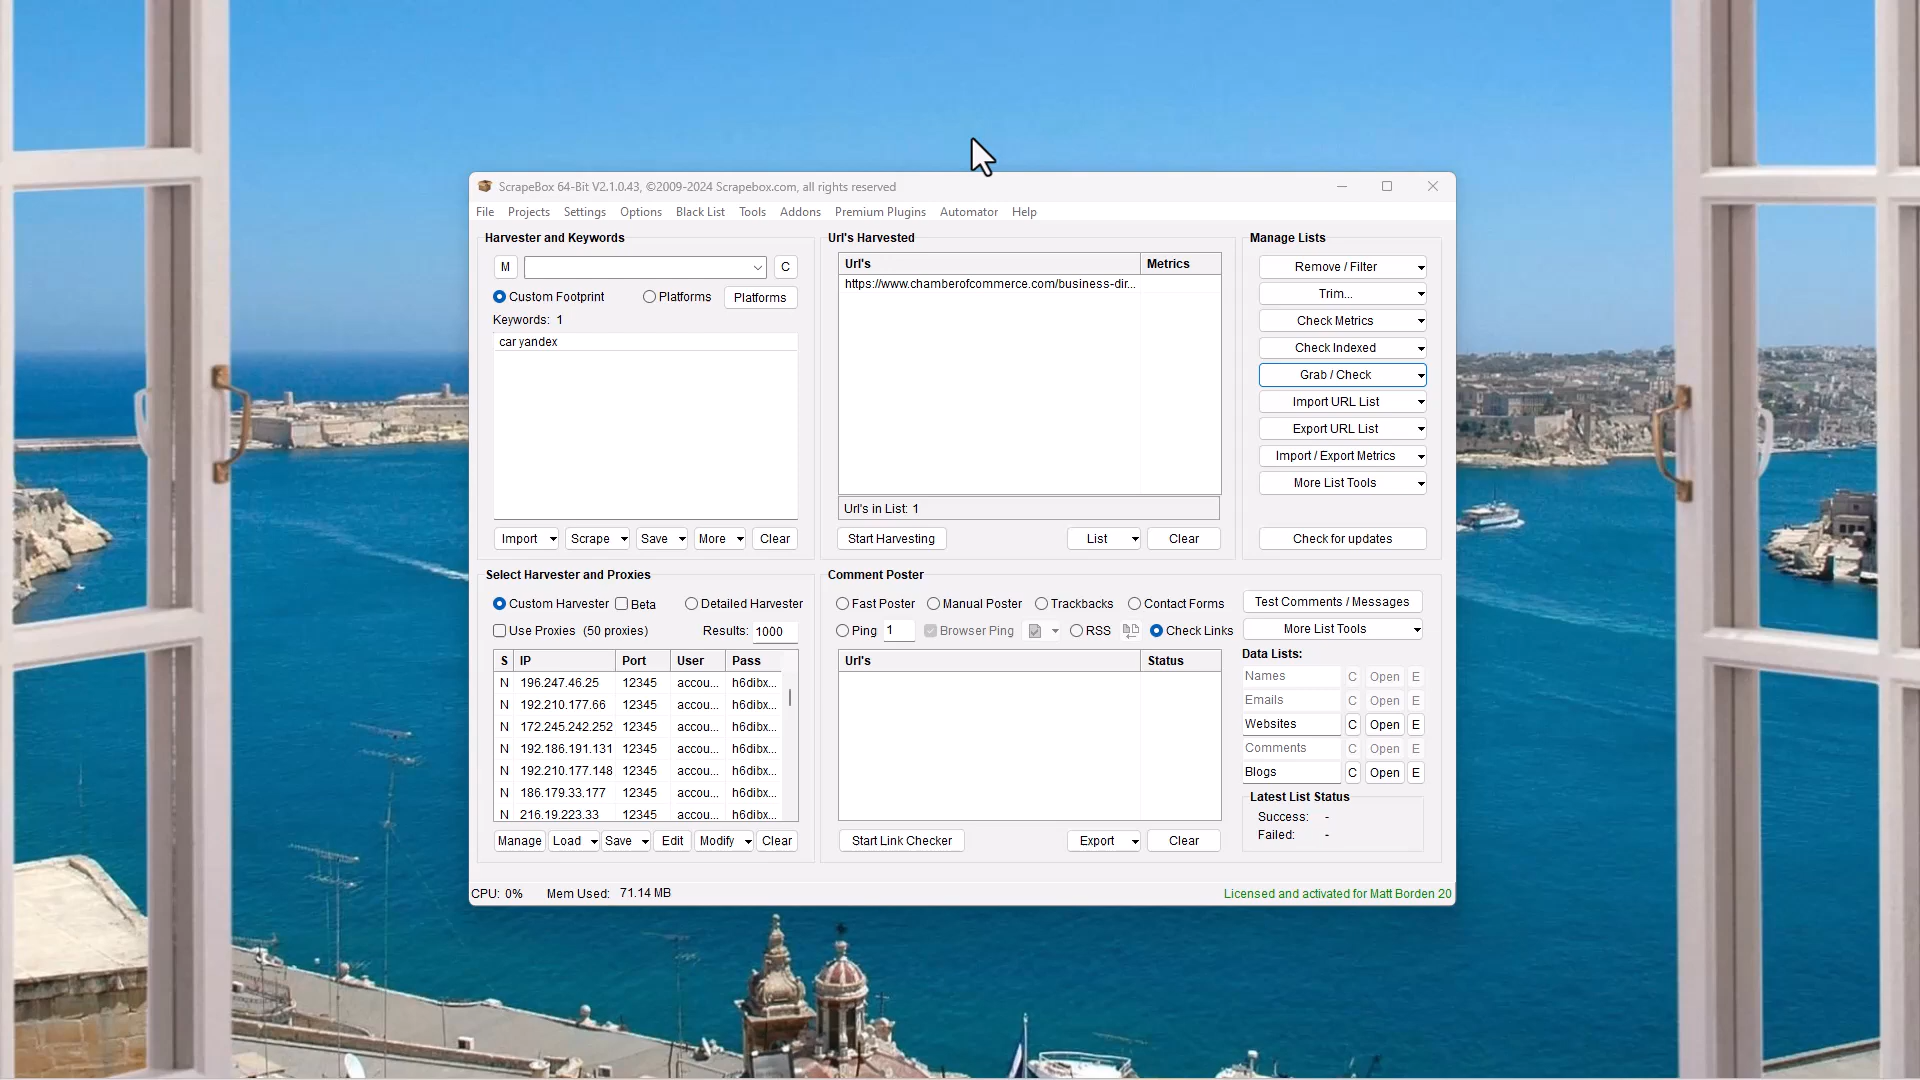 ScrapeBox 64-Bit V2.1.0.43, ©2009-2024 Scrapebox.com, all rights reserved
File Projects Settings Options Black List Tools Addons Premium Plugins Automator Help
Harvester and Keywords
M C
Custom Footprint Platforms Platforms
Keywords: 1
car yandex
Import Scrape Save More Clear
Url's Harvested
Url's Metrics
https://www.chamberofcommerce.com/business-dir...
Url's in List: 1
Start Harvesting List Clear
Manage Lists
Remove / Filter
Trim...
Check Metrics
Check Indexed
Grab / Check
Import URL List
Export URL List
Import / Export Metrics
More List Tools
Check for updates
Select Harvester and Proxies
Custom Harvester Beta Detailed Harvester
Use Proxies (50 proxies) Results: 1000
S IP Port User Pass
N 196.247.46.25 12345 accou... h6dibx...
N 192.210.177.66 12345 accou... h6dibx...
N 172.245.242.252 12345 accou... h6dibx...
N 192.186.191.131 12345 accou... h6dibx...
N 192.210.177.148 12345 accou... h6dibx...
N 186.179.33.177 12345 accou... h6dibx...
N 216.19.223.33 12345 accou... h6dibx...
Manage Load Save Edit Modify Clear
Comment Poster
Fast Poster Manual Poster Trackbacks Contact Forms
Ping 1 Browser Ping RSS Check Links
Url's Status
Start Link Checker Export Clear
Test Comments / Messages
More List Tools
Data Lists:
Names C Open E
Emails C Open E
Websites C Open E
Comments C Open E
Blogs C Open E
Latest List Status
Success: -
Failed: -
CPU: 0% Mem Used: 71.14 MB
Licensed and activated for Matt Borden 20